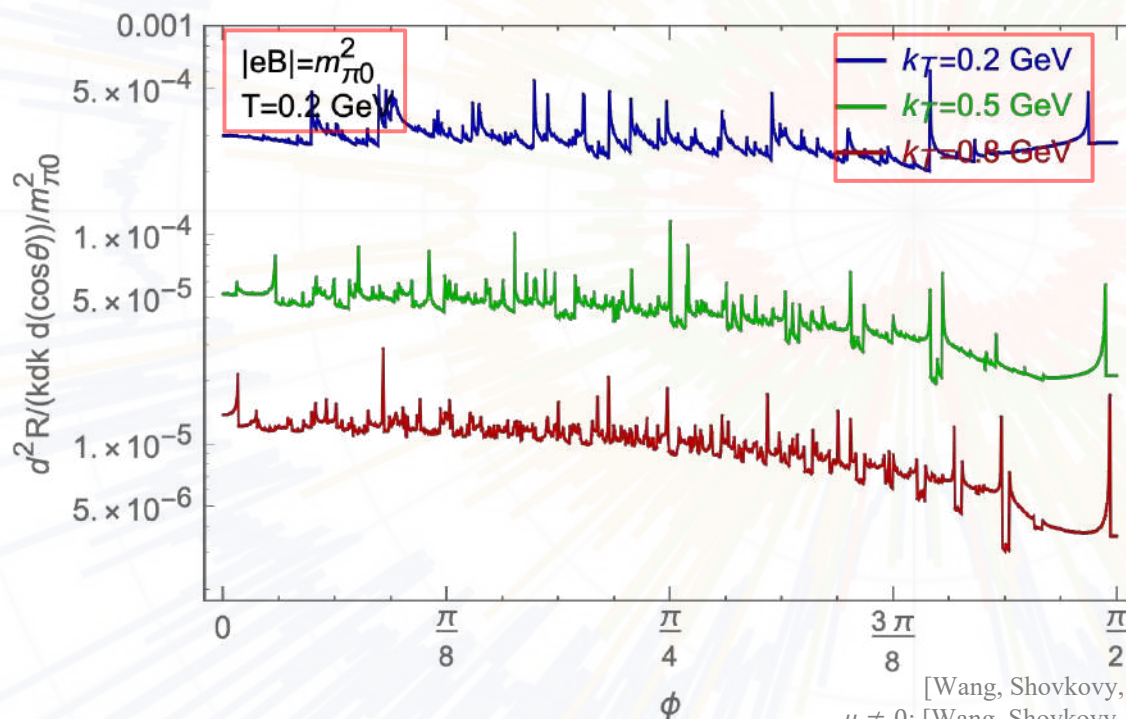 0.001
|eB|=m²π0
T=0.2 GeV
kT=0.2 GeV
kT=0.5 GeV
kT=0.8 GeV
5.×10⁻⁴
1.×10⁻⁴
5.×10⁻⁵
1.×10⁻⁵
5.×10⁻⁶
d²R/(kdk d(cosθ))/m²π0
0 π/8 π/4 3π/8 π/2
ϕ
[Wang, Shovkovy,
μ ≠ 0: [Wang, Shovkovy,